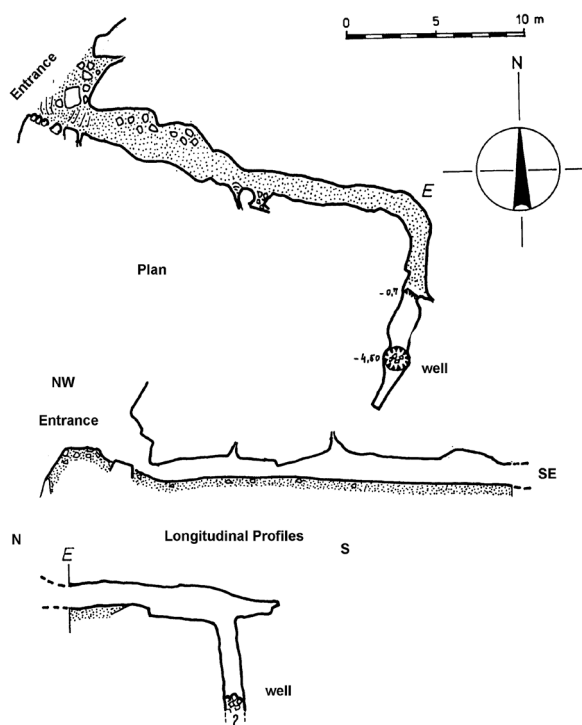 0 5 10 m
Entrance
N
E
Plan
-0,7
-4,50
well
NW
Entrance
SE
N Longitudinal Profiles S
E
well
?